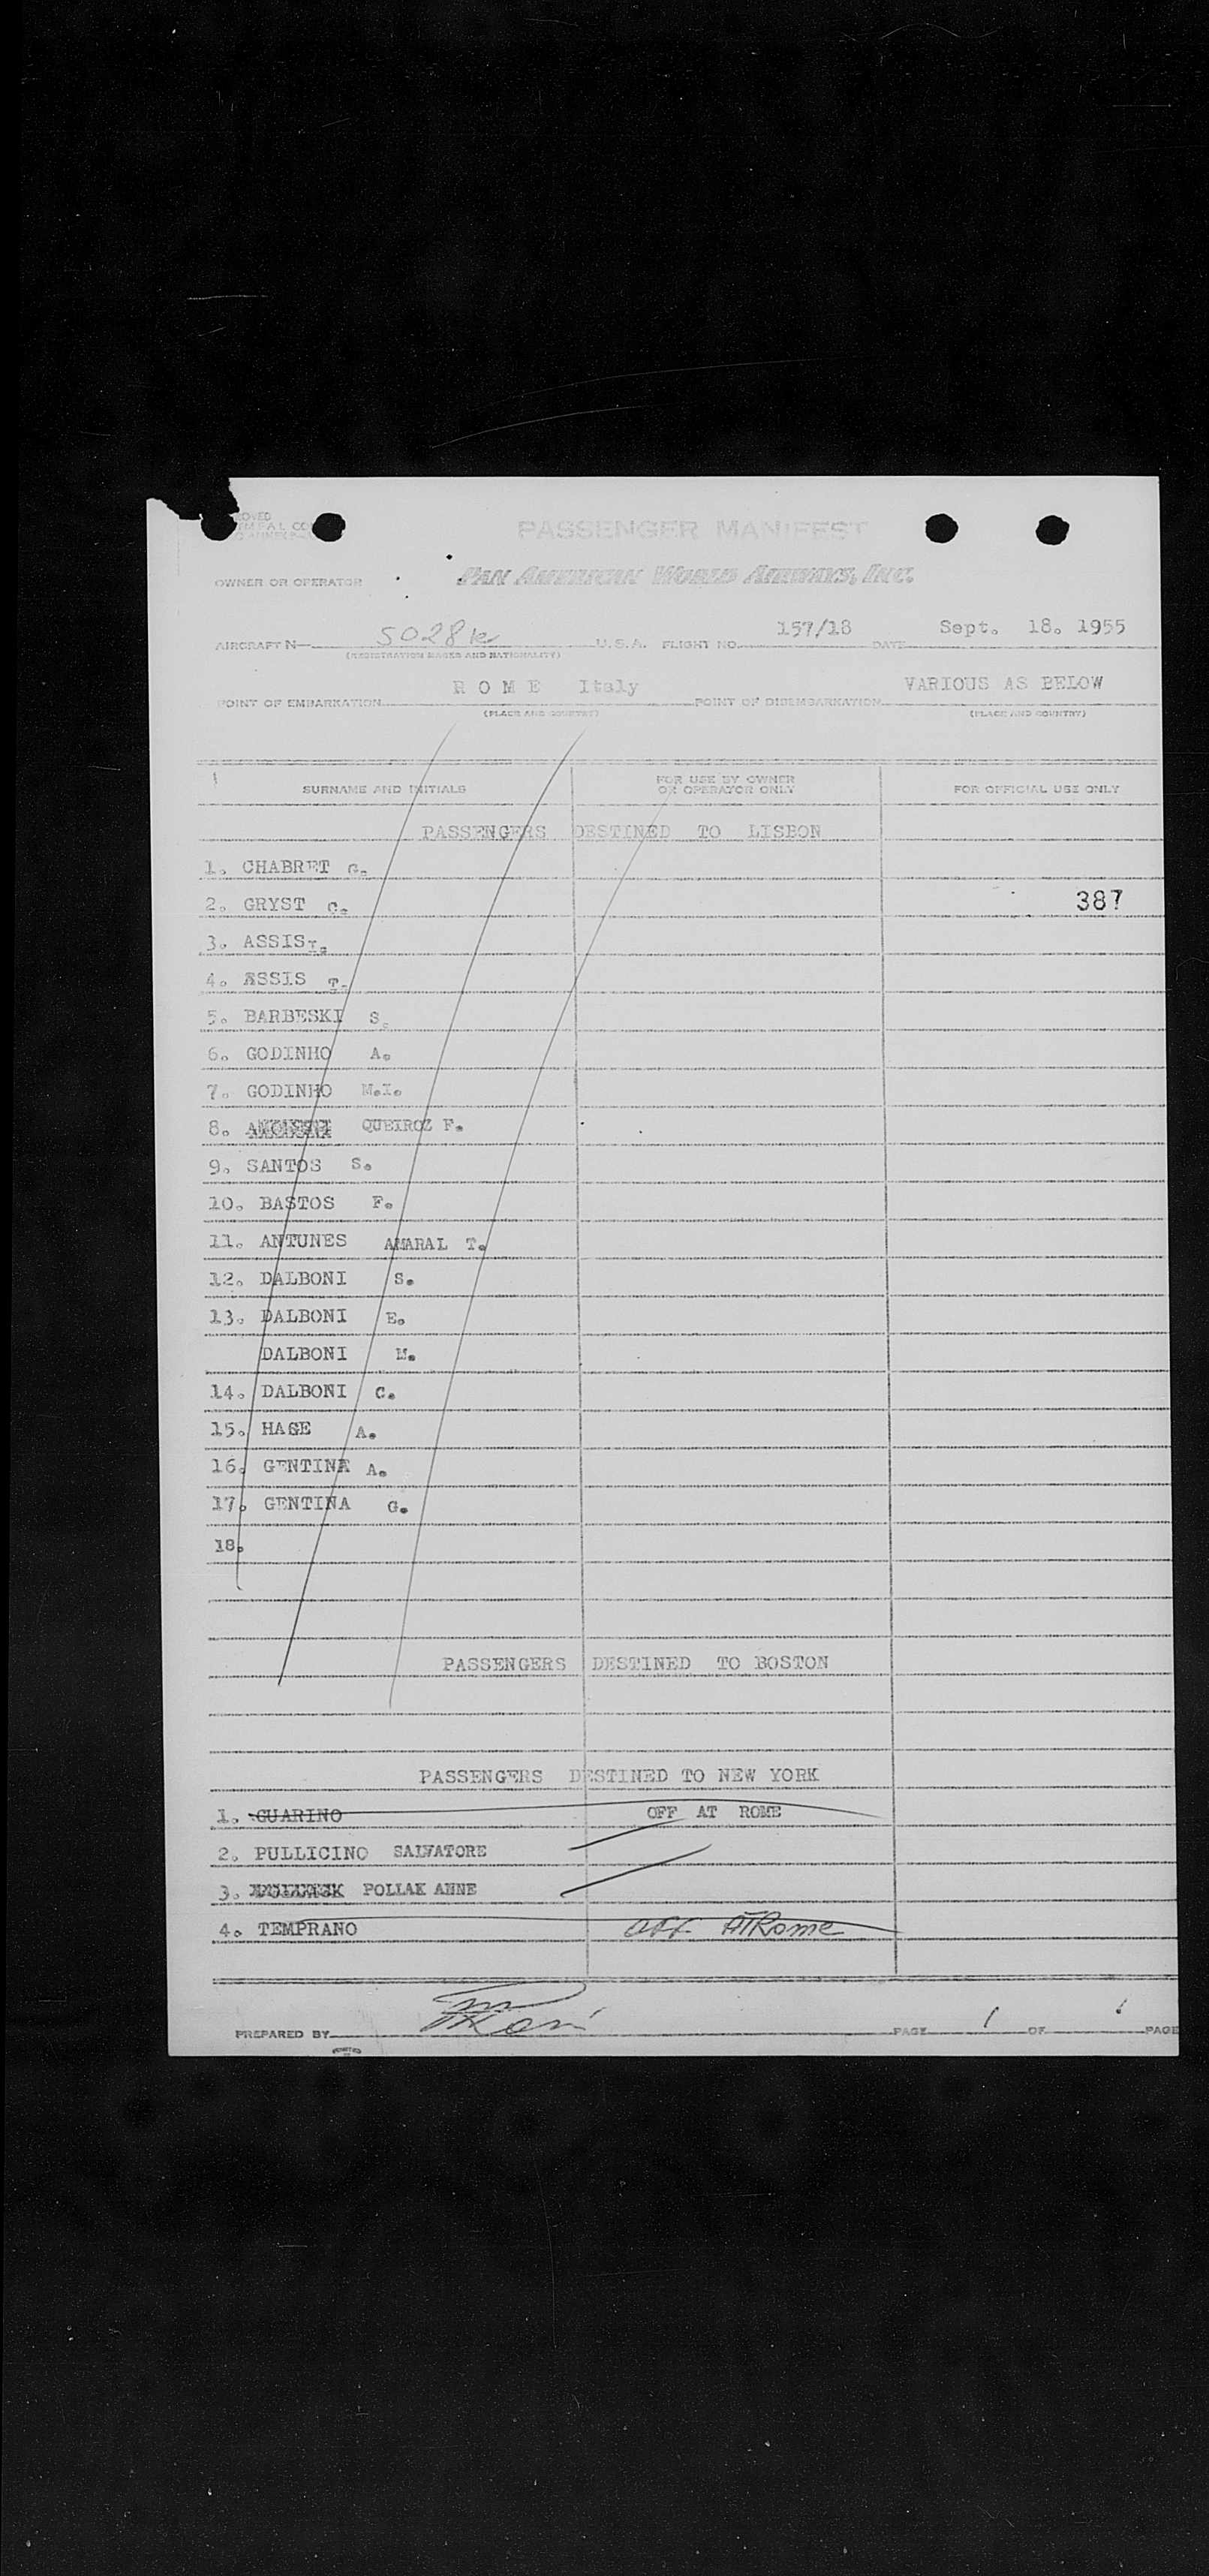 PASSENGER MANIFEST
OWNER OR OPERATOR PAN AMERICAN WORLD AIRWAYS, INC.
AIRCRAFT N— 5028k U.S.A. FLIGHT NO. 157/18 DATE Sept. 18. 1955
(REGISTRATION MARKS AND NATIONALITY)
POINT OF EMBARKATION R O M E Italy POINT OF DISEMBARKATION VARIOUS AS BELOW
(PLACE AND COUNTRY) (PLACE AND COUNTRY)
SURNAME AND INITIALS FOR USE BY OWNER OR OPERATOR ONLY FOR OFFICIAL USE ONLY
PASSENGERS DESTINED TO LISBON
1. CHABRET G.
2. GRYST C. 387
3. ASSIS I.
4. ASSIS T.
5. BARBESKI S.
6. GODINHO A.
7. GODINHO M.I.
8. QUEIROZ F.
9. SANTOS S.
10. BASTOS F.
11. ANTUNES AMARAL T.
12. DALBONI S.
13. DALBONI E.
DALBONI M.
14. DALBONI C.
15. HAGE A.
16. GENTINA A.
17. GENTINA G.
18.
PASSENGERS DESTINED TO BOSTON
PASSENGERS DESTINED TO NEW YORK
1. GUARINO OFF AT ROME
2. PULLICINO SALVATORE
3. POLLAK ANNE
4. TEMPRANO OFF AT Rome
PREPARED BY PAGE 1 OF 1 PAGE